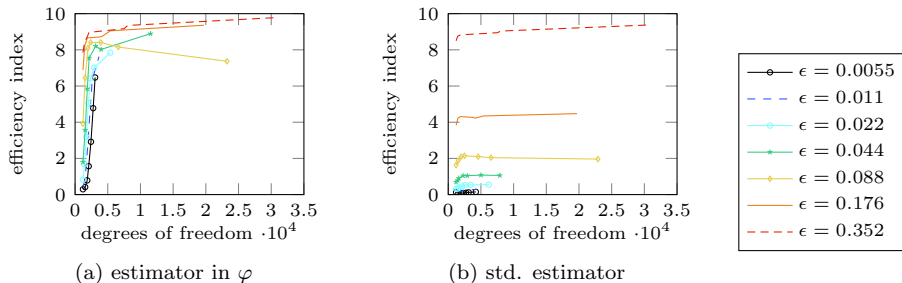 10
8
6
4
2
0
0 0.5 1 1.5 2 2.5 3 3.5
efficiency index
degrees of freedom ·10⁴
(a) estimator in φ
10
8
6
4
2
0
0 0.5 1 1.5 2 2.5 3 3.5
efficiency index
degrees of freedom ·10⁴
(b) std. estimator
ϵ = 0.0055
ϵ = 0.011
ϵ = 0.022
ϵ = 0.044
ϵ = 0.088
ϵ = 0.176
ϵ = 0.352